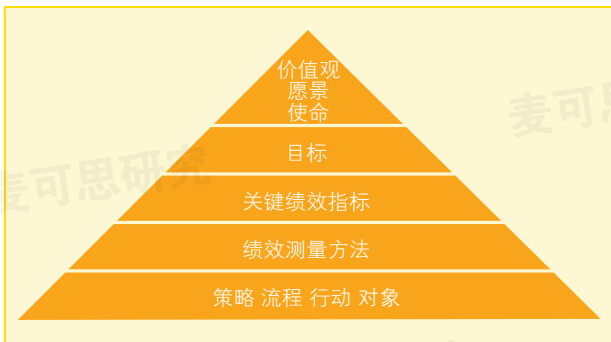 价值观
愿景
使命
目标
关键绩效指标
绩效测量方法
策略 流程 行动 对象
麦可思研究
麦可思